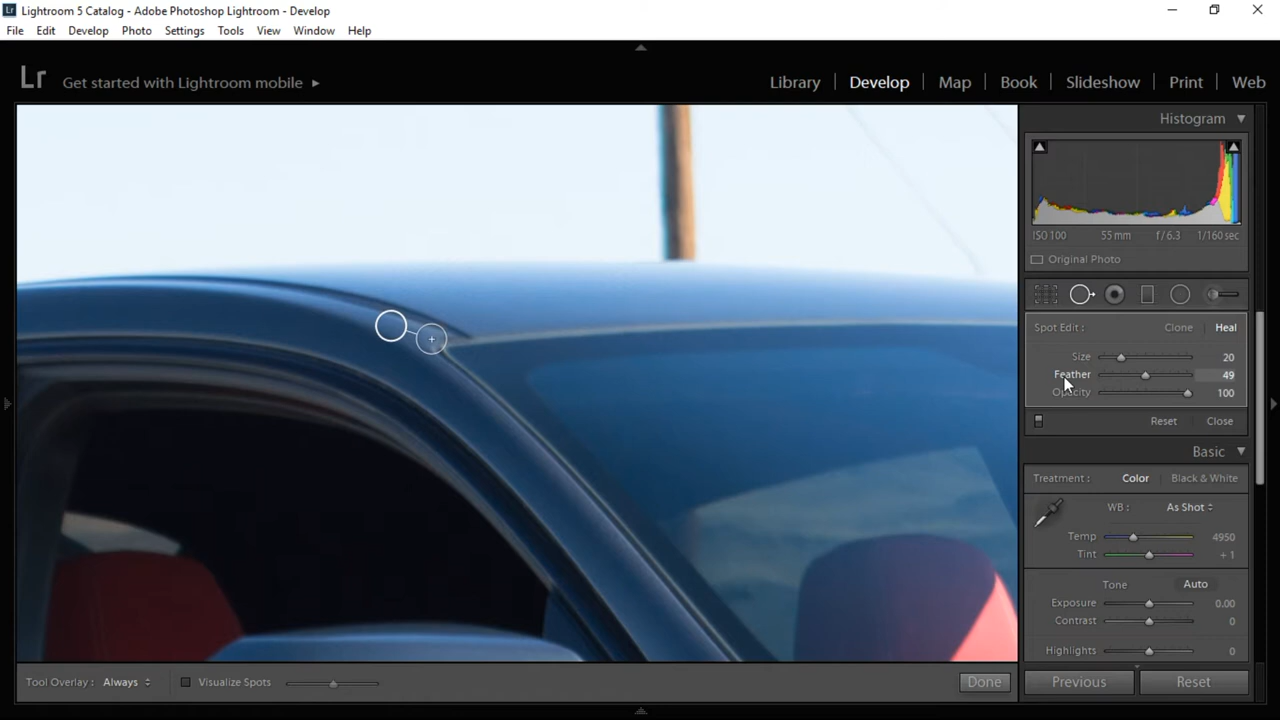 Lr Lightroom 5 Catalog - Adobe Photoshop Lightroom - Develop
File Edit Develop Photo Settings Tools View Window Help
Lr Get started with Lightroom mobile ▸ Library Develop Map Book Slideshow Print Web
Histogram
ISO 100 55 mm f / 6.3 1/160 sec
Original Photo
Spot Edit : Clone Heal
Size 20
Feather 49
Opacity 100
Reset Close
Basic
Treatment : Color Black & White
WB : As Shot
Temp 4950
Tint + 1
Tone Auto
Exposure 0.00
Contrast 0
Highlights 0
Tool Overlay : Always Visualize Spots Done Previous Reset